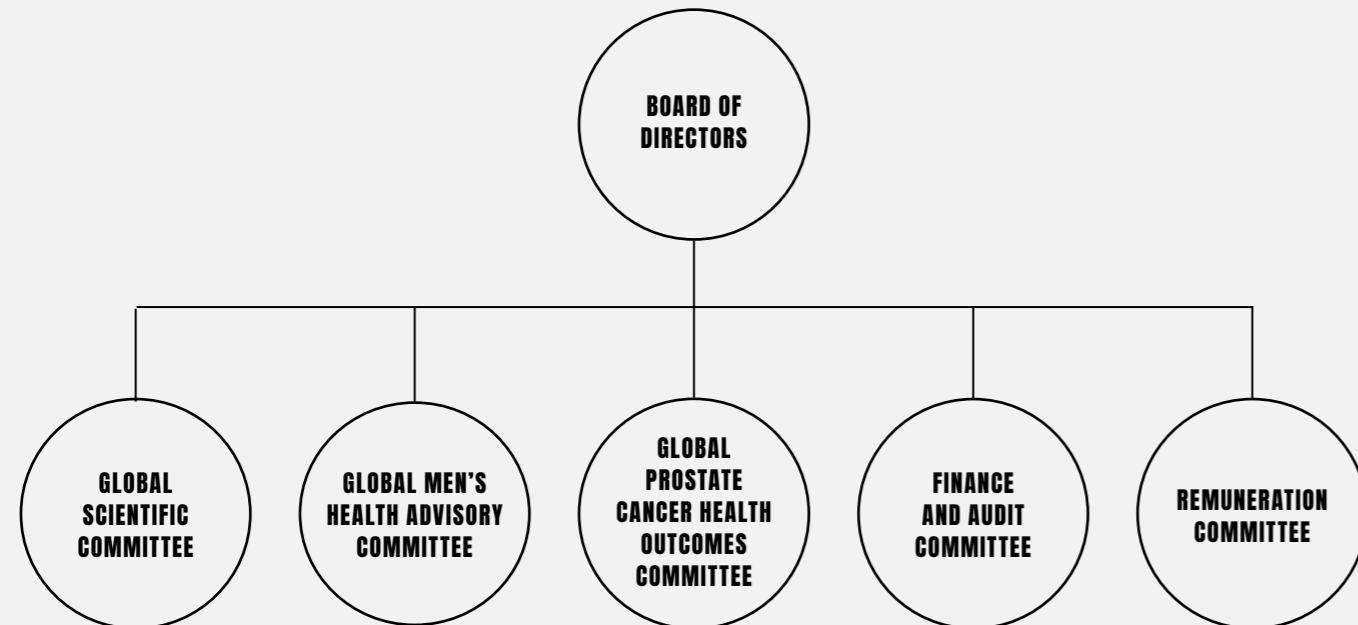 BOARD OF
DIRECTORS
GLOBAL
SCIENTIFIC
COMMITTEE
GLOBAL MEN’S
HEALTH ADVISORY
COMMITTEE
GLOBAL
PROSTATE
CANCER HEALTH
OUTCOMES
COMMITTEE
FINANCE
AND AUDIT
COMMITTEE
REMUNERATION
COMMITTEE